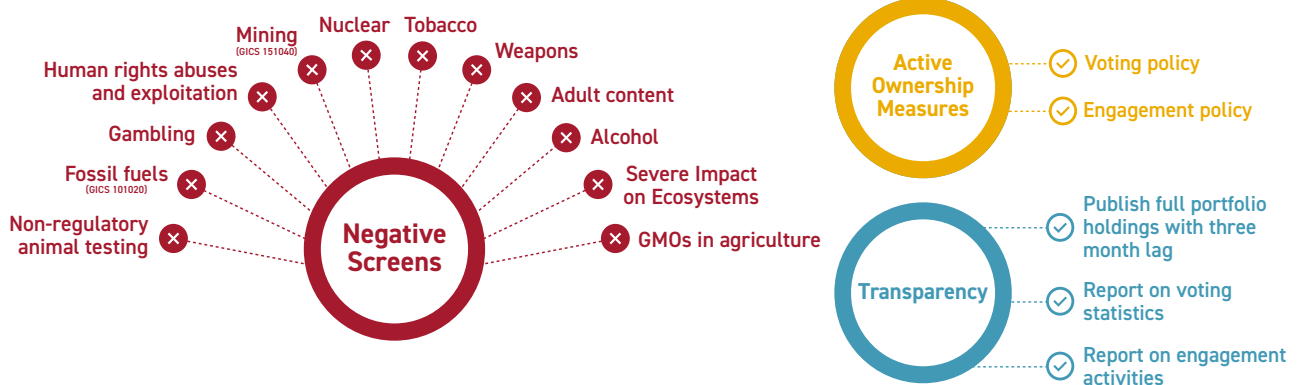 Nuclear
Tobacco
Mining
(GICS 151040)
Weapons
Human rights abuses
and exploitation
Adult content
Gambling
Alcohol
Fossil fuels
(GICS 101020)
Severe Impact
on Ecosystems
Non-regulatory
animal testing
GMOs in agriculture
Negative
Screens
Active
Ownership
Measures
Voting policy
Engagement policy
Transparency
Publish full portfolio
holdings with three
month lag
Report on voting
statistics
Report on engagement
activities